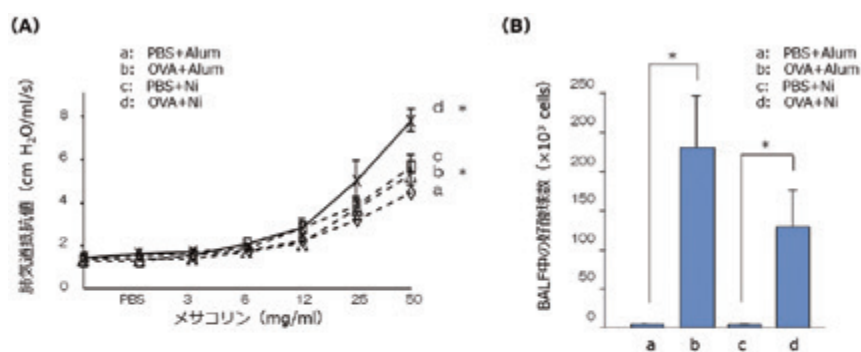 (A)
a: PBS+Alum
b: OVA+Alum
c: PBS+Ni
d: OVA+Ni
肺気道抵抗値 (cm H₂O/ml/s)
8
6
4
2
0
d *
c
b *
a
PBS 3 6 12 25 50
メサコリン (mg/ml)
(B)
a: PBS+Alum
b: OVA+Alum
c: PBS+Ni
d: OVA+Ni
BALF中の好酸球数 (×10³ cells)
250
200
150
100
50
0
*
*
a b c d